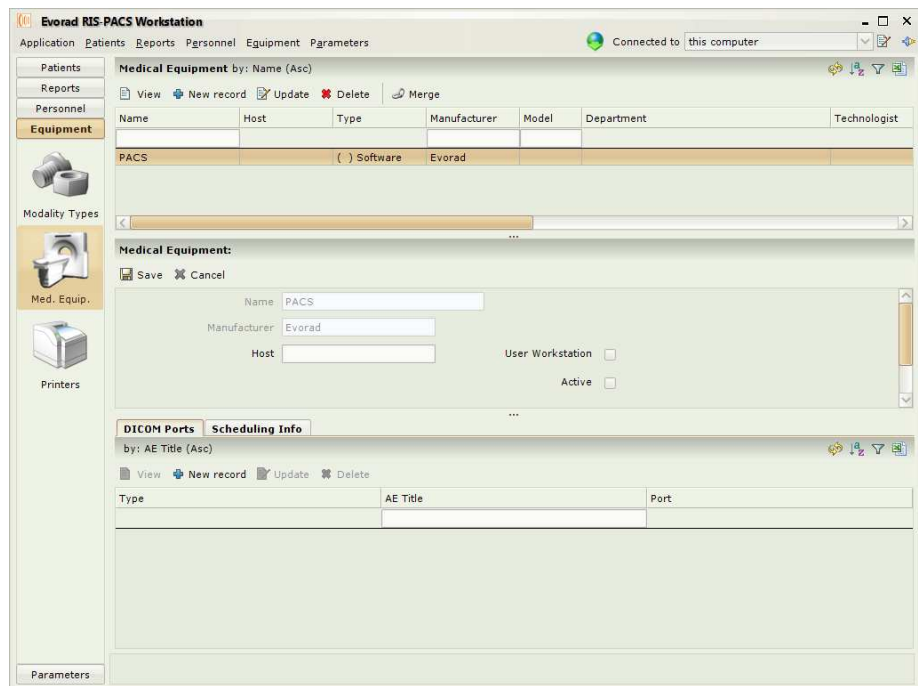 Evorad RIS-PACS Workstation
Application Patients Reports Personnel Equipment Parameters Connected to this computer
Patients
Reports
Personnel
Equipment
Modality Types
Med. Equip.
Printers
Parameters
Medical Equipment by: Name (Asc)
View New record Update Delete Merge
Name Host Type Manufacturer Model Department Technologist
PACS ( ) Software Evorad
Medical Equipment:
Save Cancel
Name PACS
Manufacturer Evorad
Host User Workstation
Active
DICOM Ports Scheduling Info
by: AE Title (Asc)
View New record Update Delete
Type AE Title Port